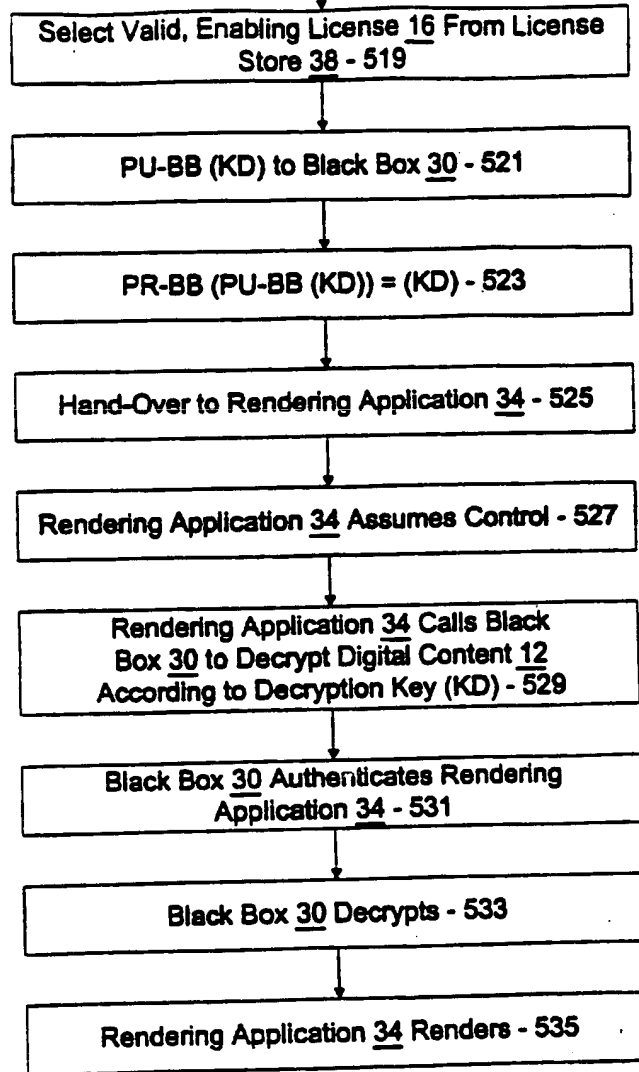 Select Valid, Enabling License 16 From License
Store 38 - 519
PU-BB (KD) to Black Box 30 - 521
PR-BB (PU-BB (KD)) = (KD) - 523
Hand-Over to Rendering Application 34 - 525
Rendering Application 34 Assumes Control - 527
Rendering Application 34 Calls Black
Box 30 to Decrypt Digital Content 12
According to Decryption Key (KD) - 529
Black Box 30 Authenticates Rendering
Application 34 - 531
Black Box 30 Decrypts - 533
Rendering Application 34 Renders - 535